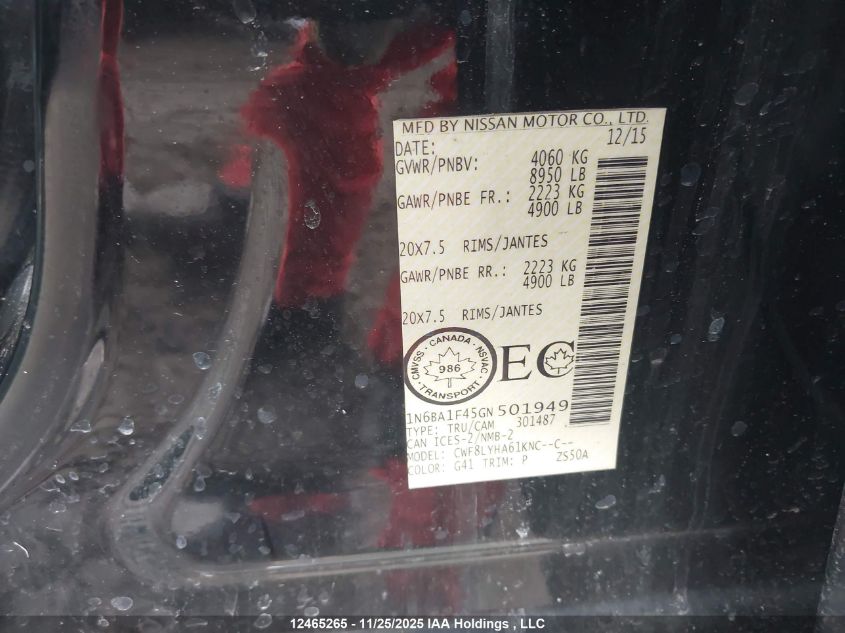 MFD BY NISSAN MOTOR CO., LTD.
DATE: 12/15
GVWR/PNBV: 4060 KG
8950 LB
GAWR/PNBE FR.: 2223 KG
4900 LB
20X7.5 RIMS/JANTES
GAWR/PNBE RR.: 2223 KG
4900 LB
20X7.5 RIMS/JANTES
CANADA
CMVSS 986 NSVAC
TRANSPORT
EC
1N6BA1F45GN501949
TYPE: TRU/CAM 301487
CAN ICES-2/NMB-2
MODEL: CWF8LYHA61KNC--C--
COLOR: G41 TRIM: P ZS50A
12465265 - 11/25/2025 IAA Holdings , LLC